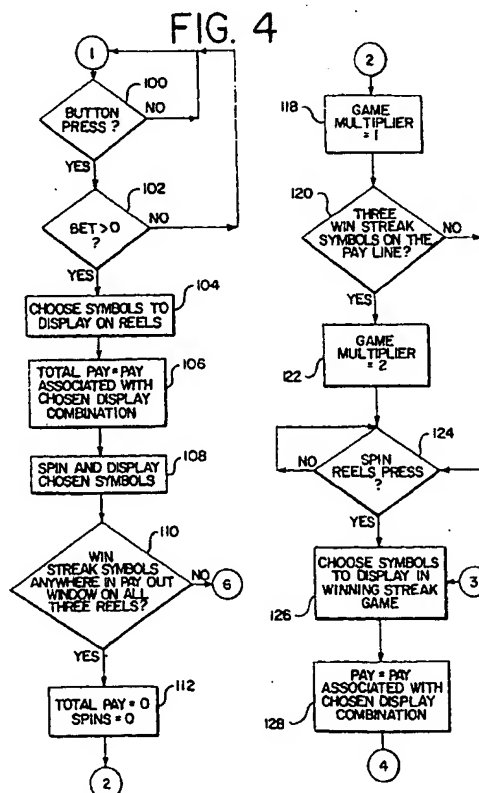 FIG. 4
1
100
BUTTON
PRESS ?
NO
YES
102
BET>0
?
NO
YES
104
CHOOSE SYMBOLS TO
DISPLAY ON REELS
106
TOTAL PAY=PAY
ASSOCIATED WITH
CHOSEN DISPLAY
COMBINATION
108
SPIN AND DISPLAY
CHOSEN SYMBOLS
110
WIN
STREAK SYMBOLS
ANYWHERE IN PAY OUT
WINDOW ON ALL
THREE REELS?
NO
6
YES
112
TOTAL PAY = 0
SPINS = 0
2
2
118
GAME
MULTIPLIER
= 1
120
THREE
WIN STREAK
SYMBOLS ON THE
PAY LINE?
NO
YES
GAME
MULTIPLIER
= 2
122
124
SPIN
REELS PRESS
?
NO
YES
CHOOSE SYMBOLS
TO DISPLAY IN
WINNING STREAK
GAME
126
3
PAY = PAY
ASSOCIATED WITH
CHOSEN DISPLAY
COMBINATION
128
4